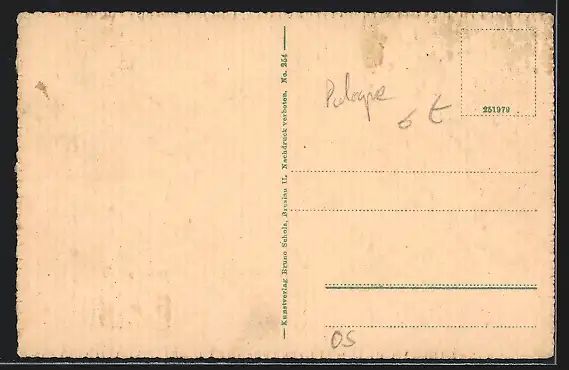 Kunstverlag Bruno Scholz, Breslau II. Nachdruck verboten. No. 254
Pologne
6 €
251979
OS